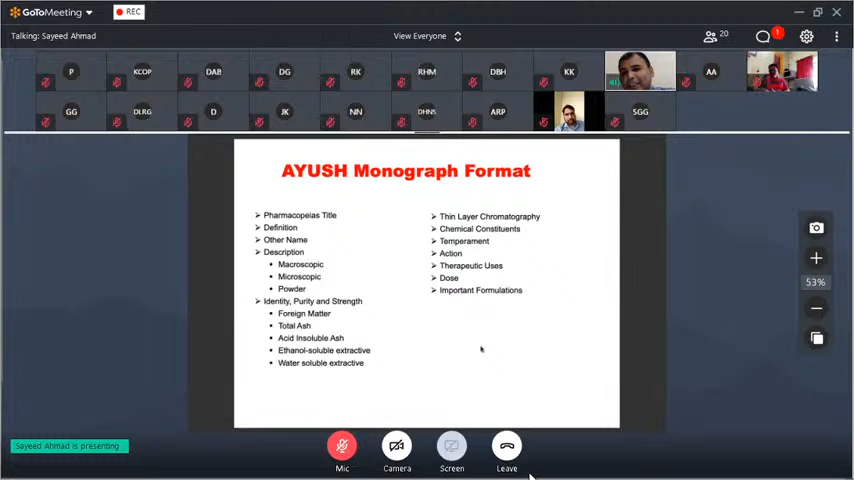 GoToMeeting
REC
Talking: Sayeed Ahmad
View Everyone
20
1
P
KCOP
DAB
DG
RK
RHM
DBH
KK
AA
GG
DLRG
D
JK
NN
DHNS
ARP
SGG
AYUSH Monograph Format
Pharmacopeias Title
Definition
Other Name
Description
Macroscopic
Microscopic
Powder
Identity, Purity and Strength
Foreign Matter
Total Ash
Acid Insoluble Ash
Ethanol-soluble extractive
Water soluble extractive
Thin Layer Chromatography
Chemical Constituents
Temperament
Action
Therapeutic Uses
Dose
Important Formulations
53%
Sayeed Ahmad is presenting
Mic
Camera
Screen
Leave